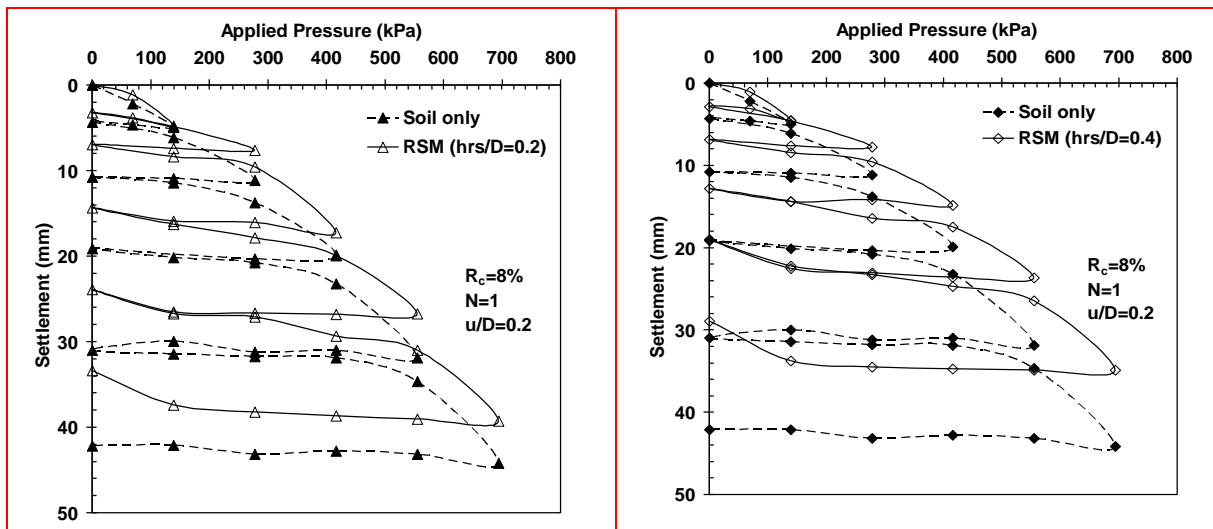 Applied Pressure (kPa)
0 100 200 300 400 500 600 700 800
0
10
20
30
40
50
Settlement (mm)
Soil only
RSM (hrs/D=0.2)
Rc=8%
N=1
u/D=0.2
Applied Pressure (kPa)
0 100 200 300 400 500 600 700 800
0
10
20
30
40
50
Settlement (mm)
Soil only
RSM (hrs/D=0.4)
Rc=8%
N=1
u/D=0.2